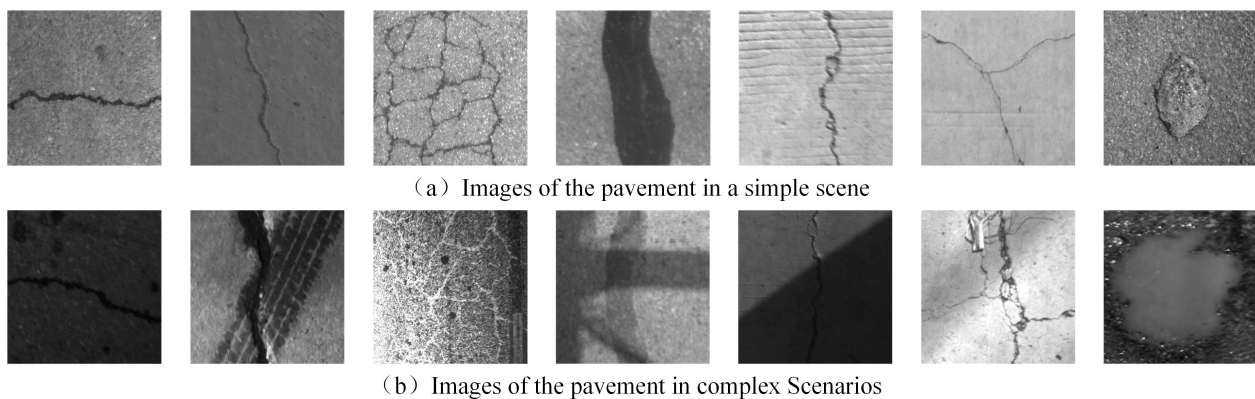 （a）Images of the pavement in a simple scene
（b）Images of the pavement in complex Scenarios